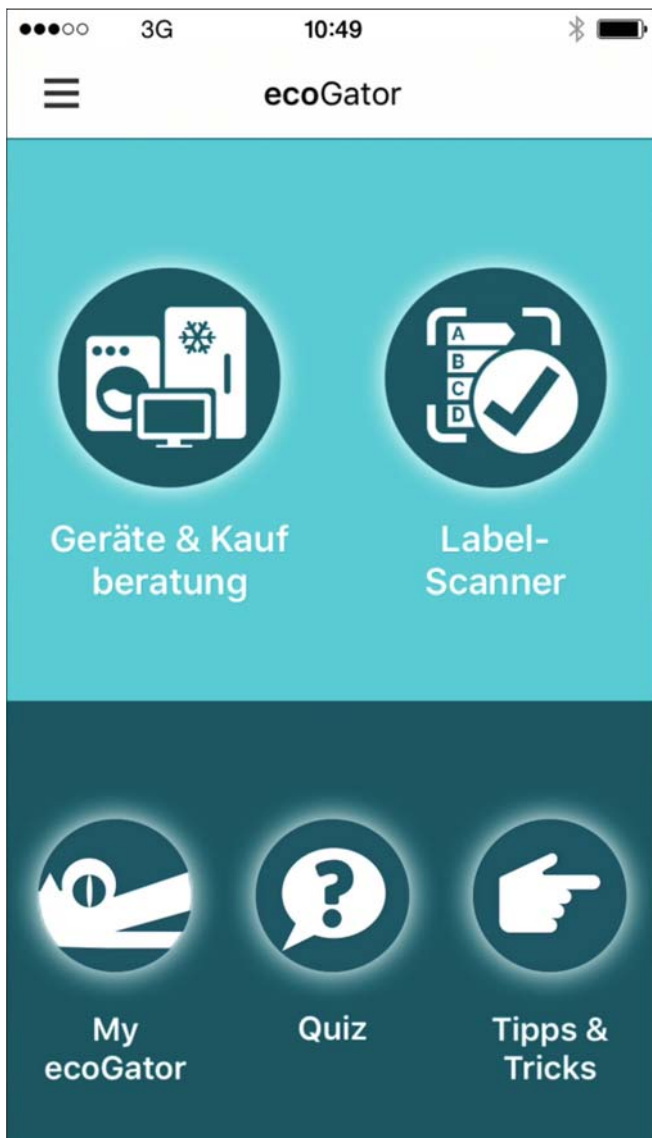 3G 10:49
ecoGator
A
B
C
D
?
Geräte & Kauf
beratung
Label-
Scanner
My
ecoGator
Quiz
Tipps &
Tricks